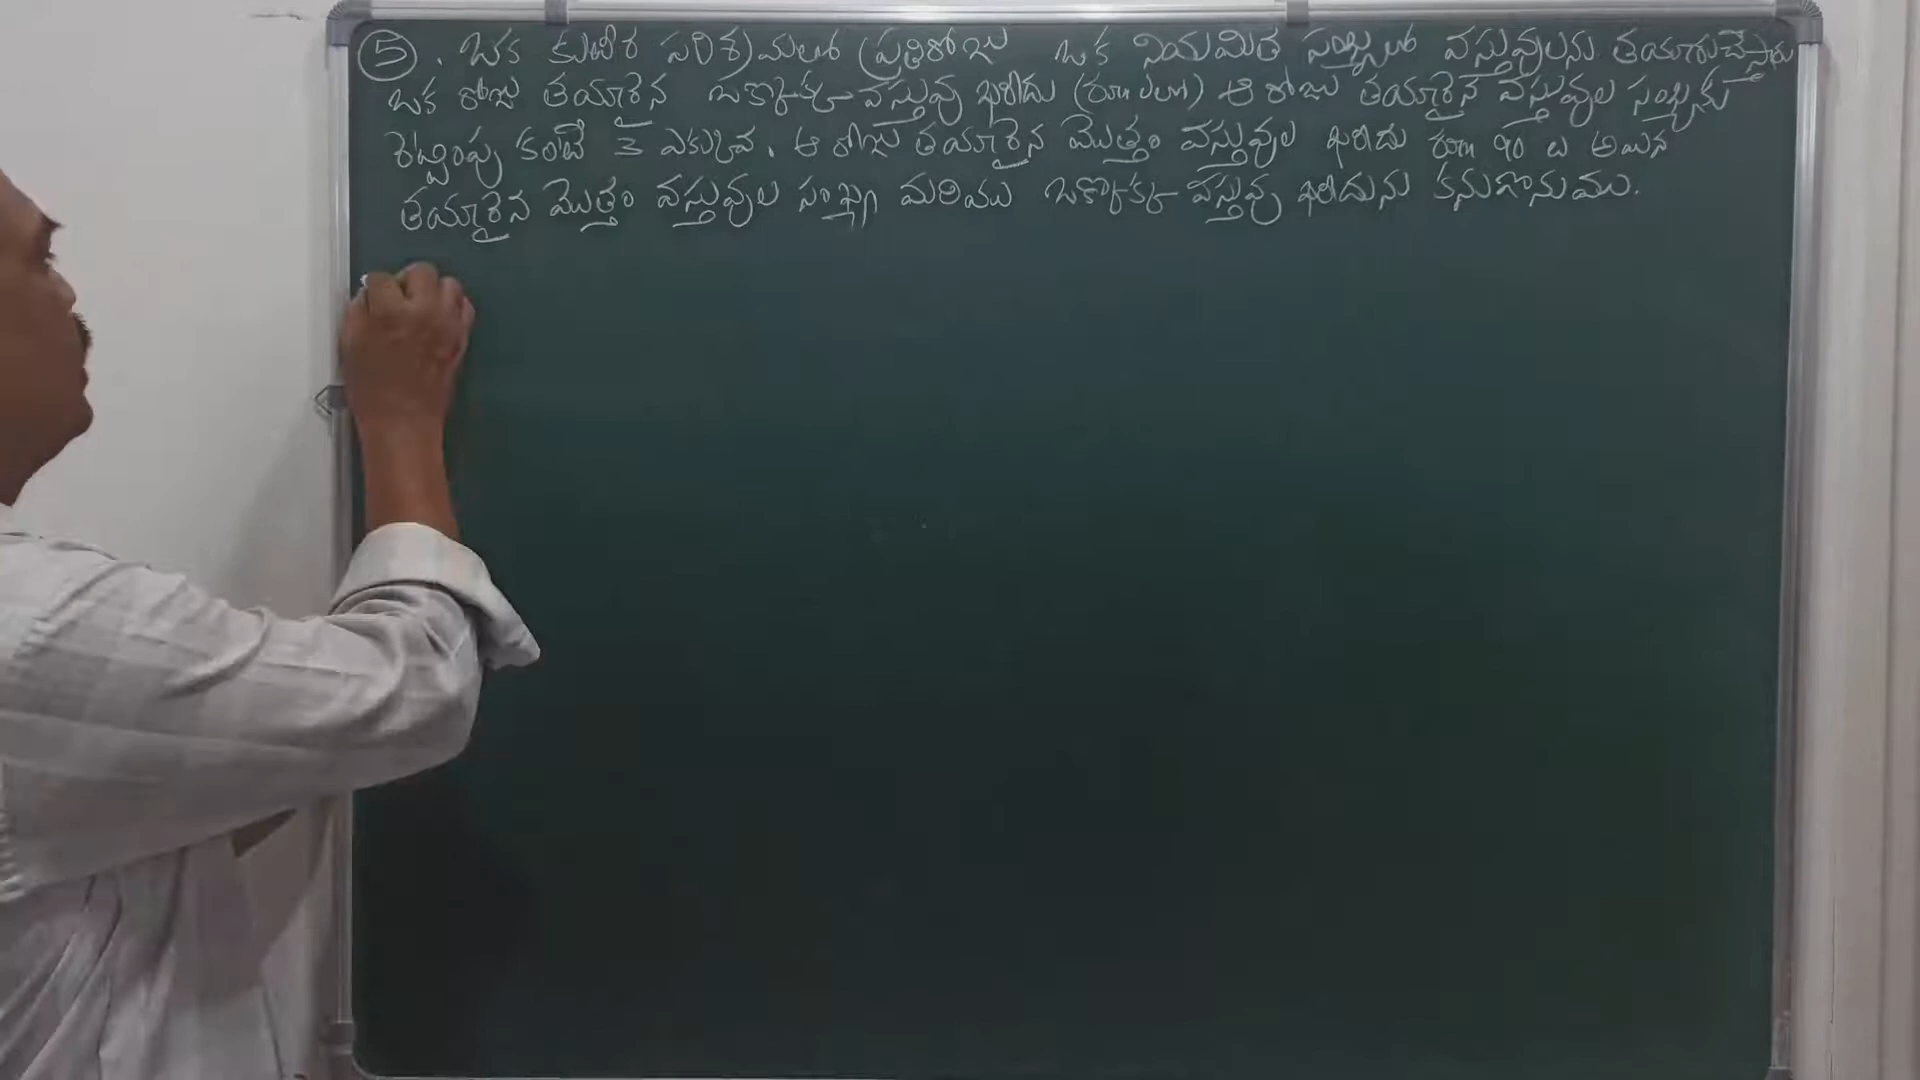 ⑤. ఒక కుటీర పరిశ్రమలో ప్రతిరోజు ఒక నియమిత సంఖ్యలో వస్తువులను తయారుచేస్తారు
ఒక రోజు తయారైన ఒక్కొక్క వస్తువు ఖరీదు (రూ॥లలో) ఆ రోజు తయారైన వస్తువుల సంఖ్యకు
రెట్టింపు కంటే 3 ఎక్కువ. ఆ రోజు తయారైన మొత్తం వస్తువుల ఖరీదు రూ॥ 90 లు అయిన
తయారైన మొత్తం వస్తువుల సంఖ్య మరియు ఒక్కొక్క వస్తువు ఖరీదును కనుగొనుము.